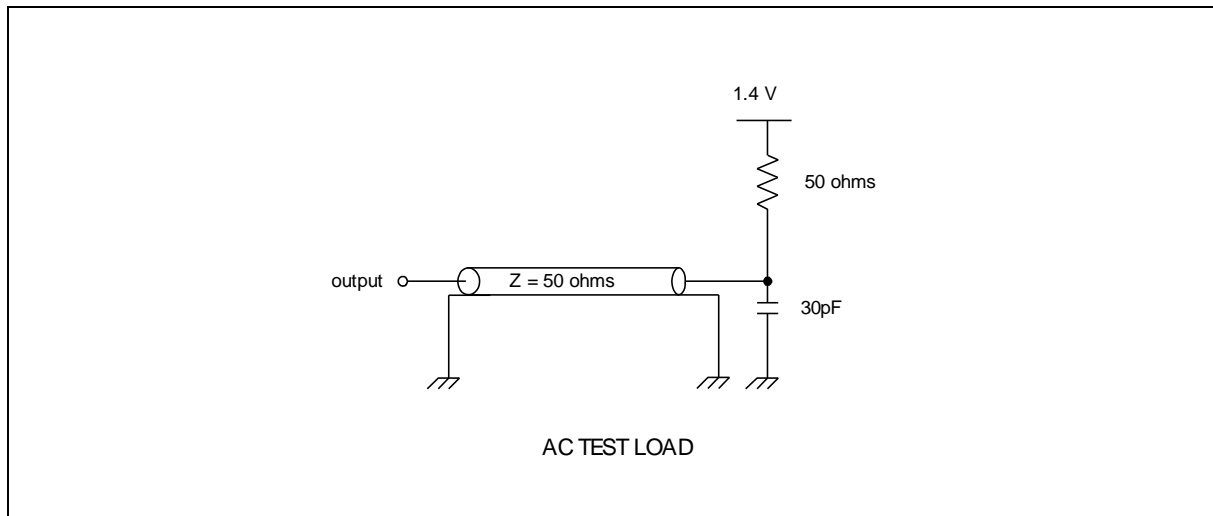 1.4 V
50 ohms
output
Z = 50 ohms
30pF
AC TEST LOAD